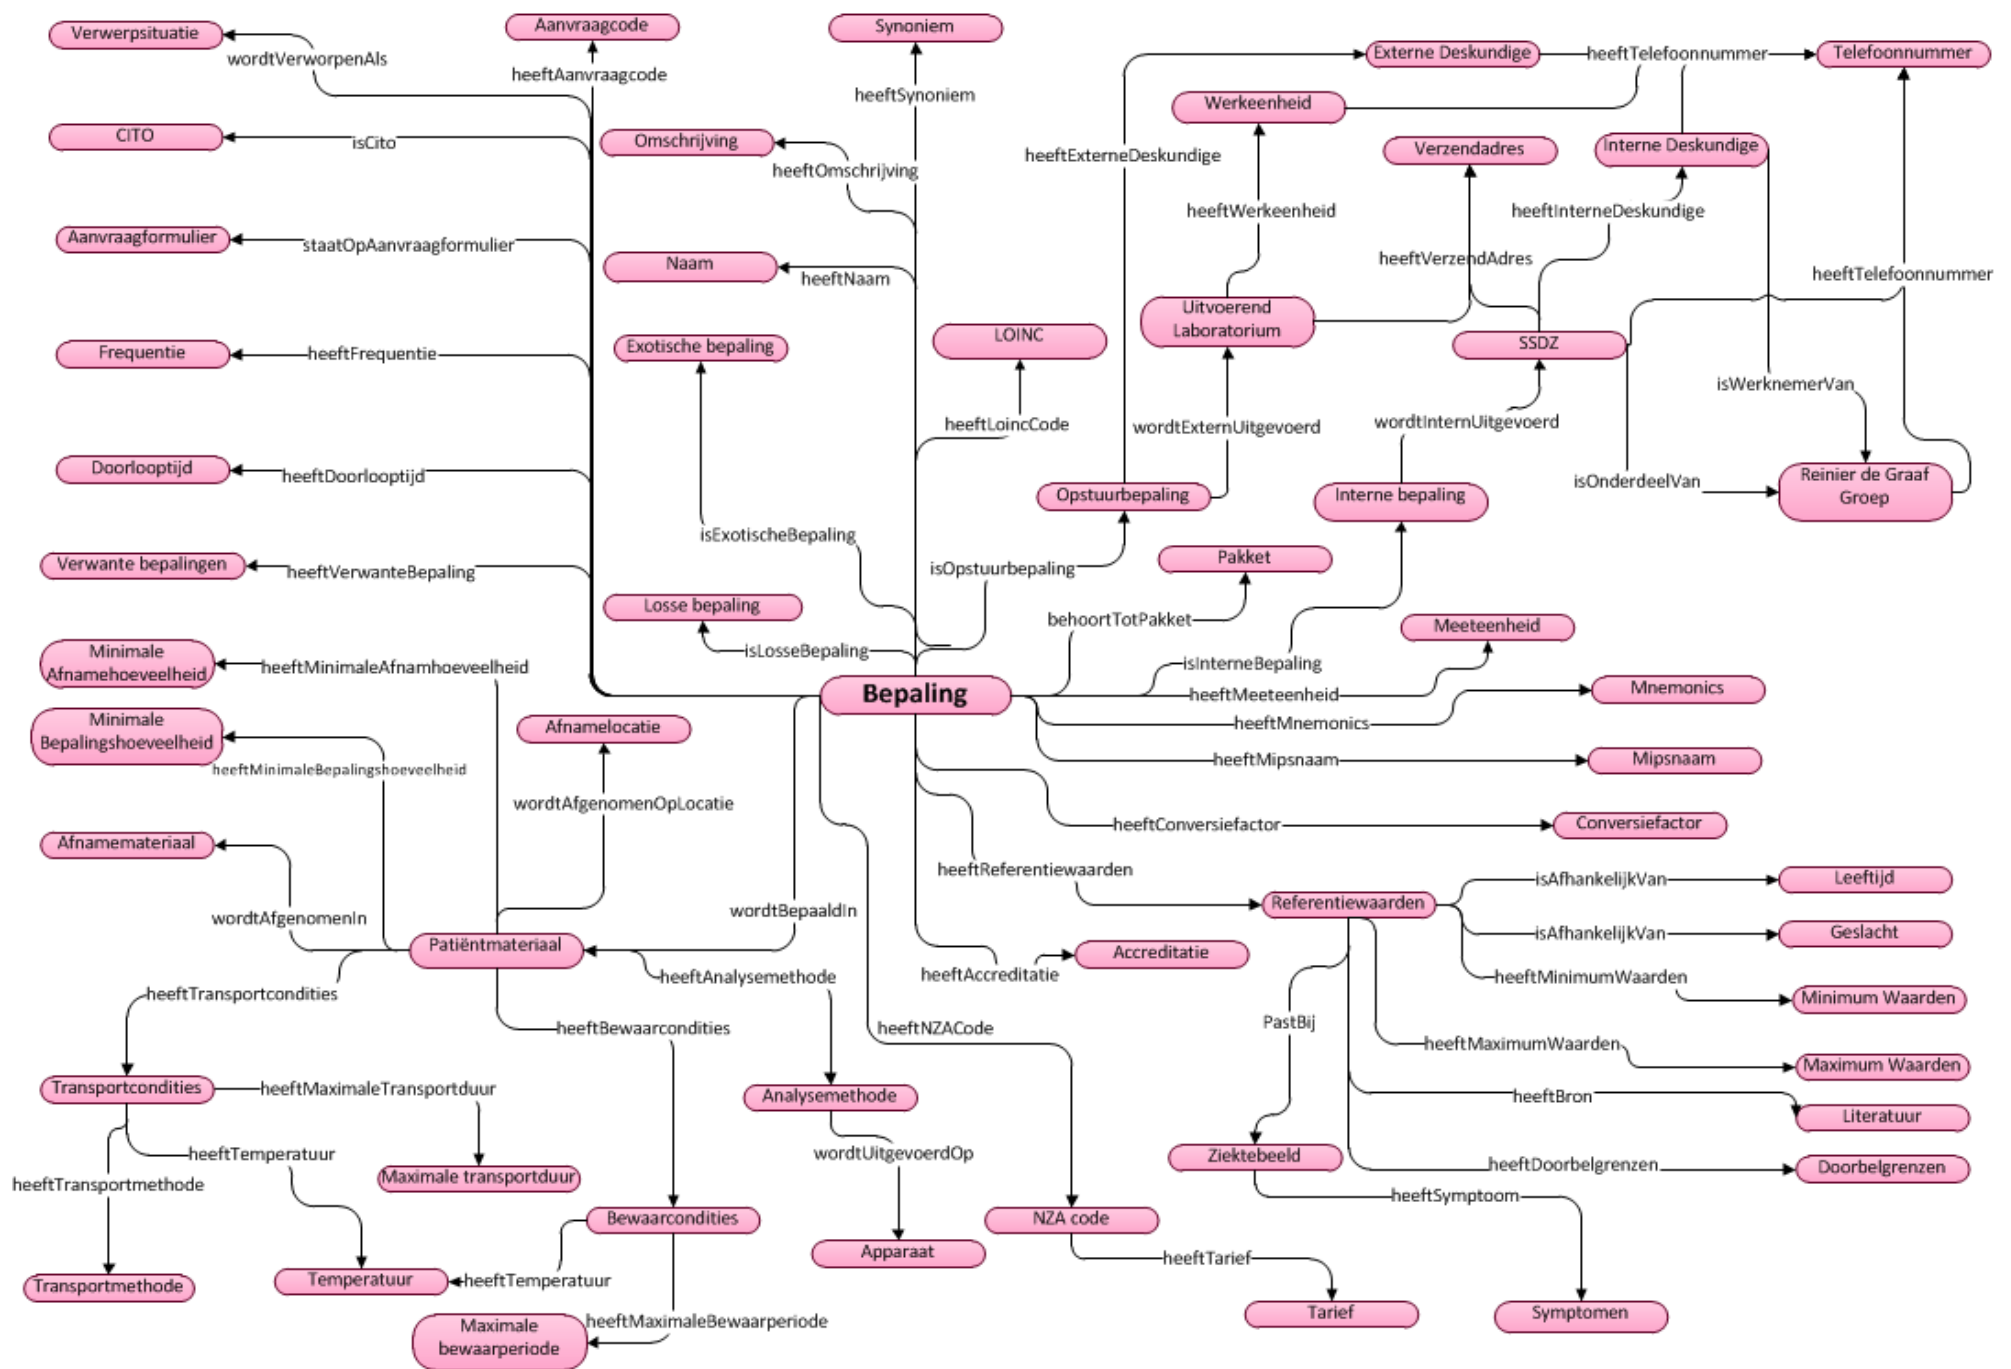 Verwerpsituatie
wordtVerworpenAls
Aanvraagcode
heeftAanvraagcode
Synoniem
heeftSynoniem
Externe Deskundige
heeftTelefoonnummer
Telefoonnummer
Werkeenheid
CITO
isCito
Omschrijving
heeftOmschrijving
heeftExterneDeskundige
Verzendadres
Interne Deskundige
heeftWerkeenheid
heeftInterneDeskundige
Aanvraagformulier
staatOpAanvraagformulier
Naam
heeftNaam
heeftVerzendAdres
heeftTelefoonnummer
Uitvoerend
Laboratorium
LOINC
SSDZ
Exotische bepaling
Frequentie
heeftFrequentie
isWerknemerVan
heeftLoincCode
wordtExternUitgevoerd
wordtInternUitgevoerd
Doorlooptijd
heeftDoorlooptijd
Opstuurbepaling
Interne bepaling
isOnderdeelVan
Reinier de Graaf
Groep
isExotischeBepaling
Verwante bepalingen
heeftVerwanteBepaling
isOpstuurbepaling
Pakket
Losse bepaling
behoortTotPakket
Meeteenheid
isLosseBepaling
isInterneBepaling
Minimale
Afnamehoeveelheid
heeftMinimaleAfnamhoeveelheid
Bepaling
heeftMeeteenheid
Mnemonics
heeftMnemonics
Minimale
Bepalingshoeveelheid
heeftMinimaleBepalingshoeveelheid
Afnamelocatie
heeftMipsnaam
Mipsnaam
wordtAfgenomenOpLocatie
heeftConversiefactor
Conversiefactor
Afnamemateriaal
heeftReferentiewaarden
isAfhankelijkVan
Leeftijd
wordtAfgenomenIn
wordtBepaaldIn
Referentiewaarden
isAfhankelijkVan
Geslacht
Patiëntmateriaal
heeftAnalysemethode
heeftAccreditatie
Accreditatie
heeftMinimumWaarden
Minimum Waarden
heeftTransportcondities
heeftBewaarcondities
heeftNZACode
PastBij
heeftMaximumWaarden
Maximum Waarden
Transportcondities
heeftMaximaleTransportduur
Analysemethode
heeftBron
Literatuur
heeftTemperatuur
wordtUitgevoerdOp
Ziektebeeld
heeftDoorbelgrenzen
Doorbelgrenzen
heeftTransportmethode
Maximale transportduur
heeftSymptoom
Bewaarcondities
NZA code
Apparaat
heeftTarief
Transportmethode
Temperatuur
heeftTemperatuur
Tarief
Symptomen
heeftMaximaleBewaarperiode
Maximale
bewaarperiode